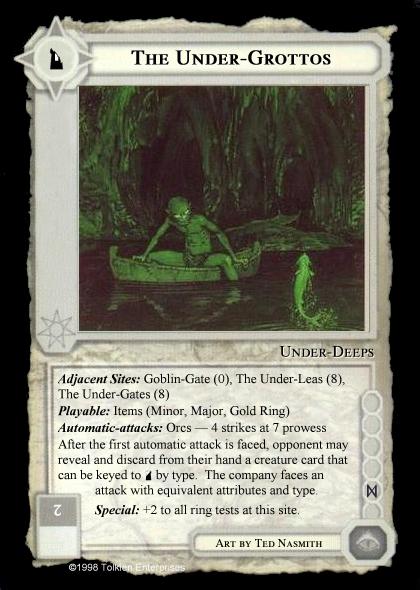 The Under-Grottos
Under-Deeps
Adjacent Sites: Goblin-Gate (0), The Under-Leas (8),
The Under-Gates (8)
Playable: Items (Minor, Major, Gold Ring)
Automatic-attacks: Orcs — 4 strikes at 7 prowess
After the first automatic attack is faced, opponent may
reveal and discard from their hand a creature card that
can be keyed to by type. The company faces an
attack with equivalent attributes and type.
Special: +2 to all ring tests at this site.
2
Art by Ted Nasmith
©1998 Tolkien Enterprises